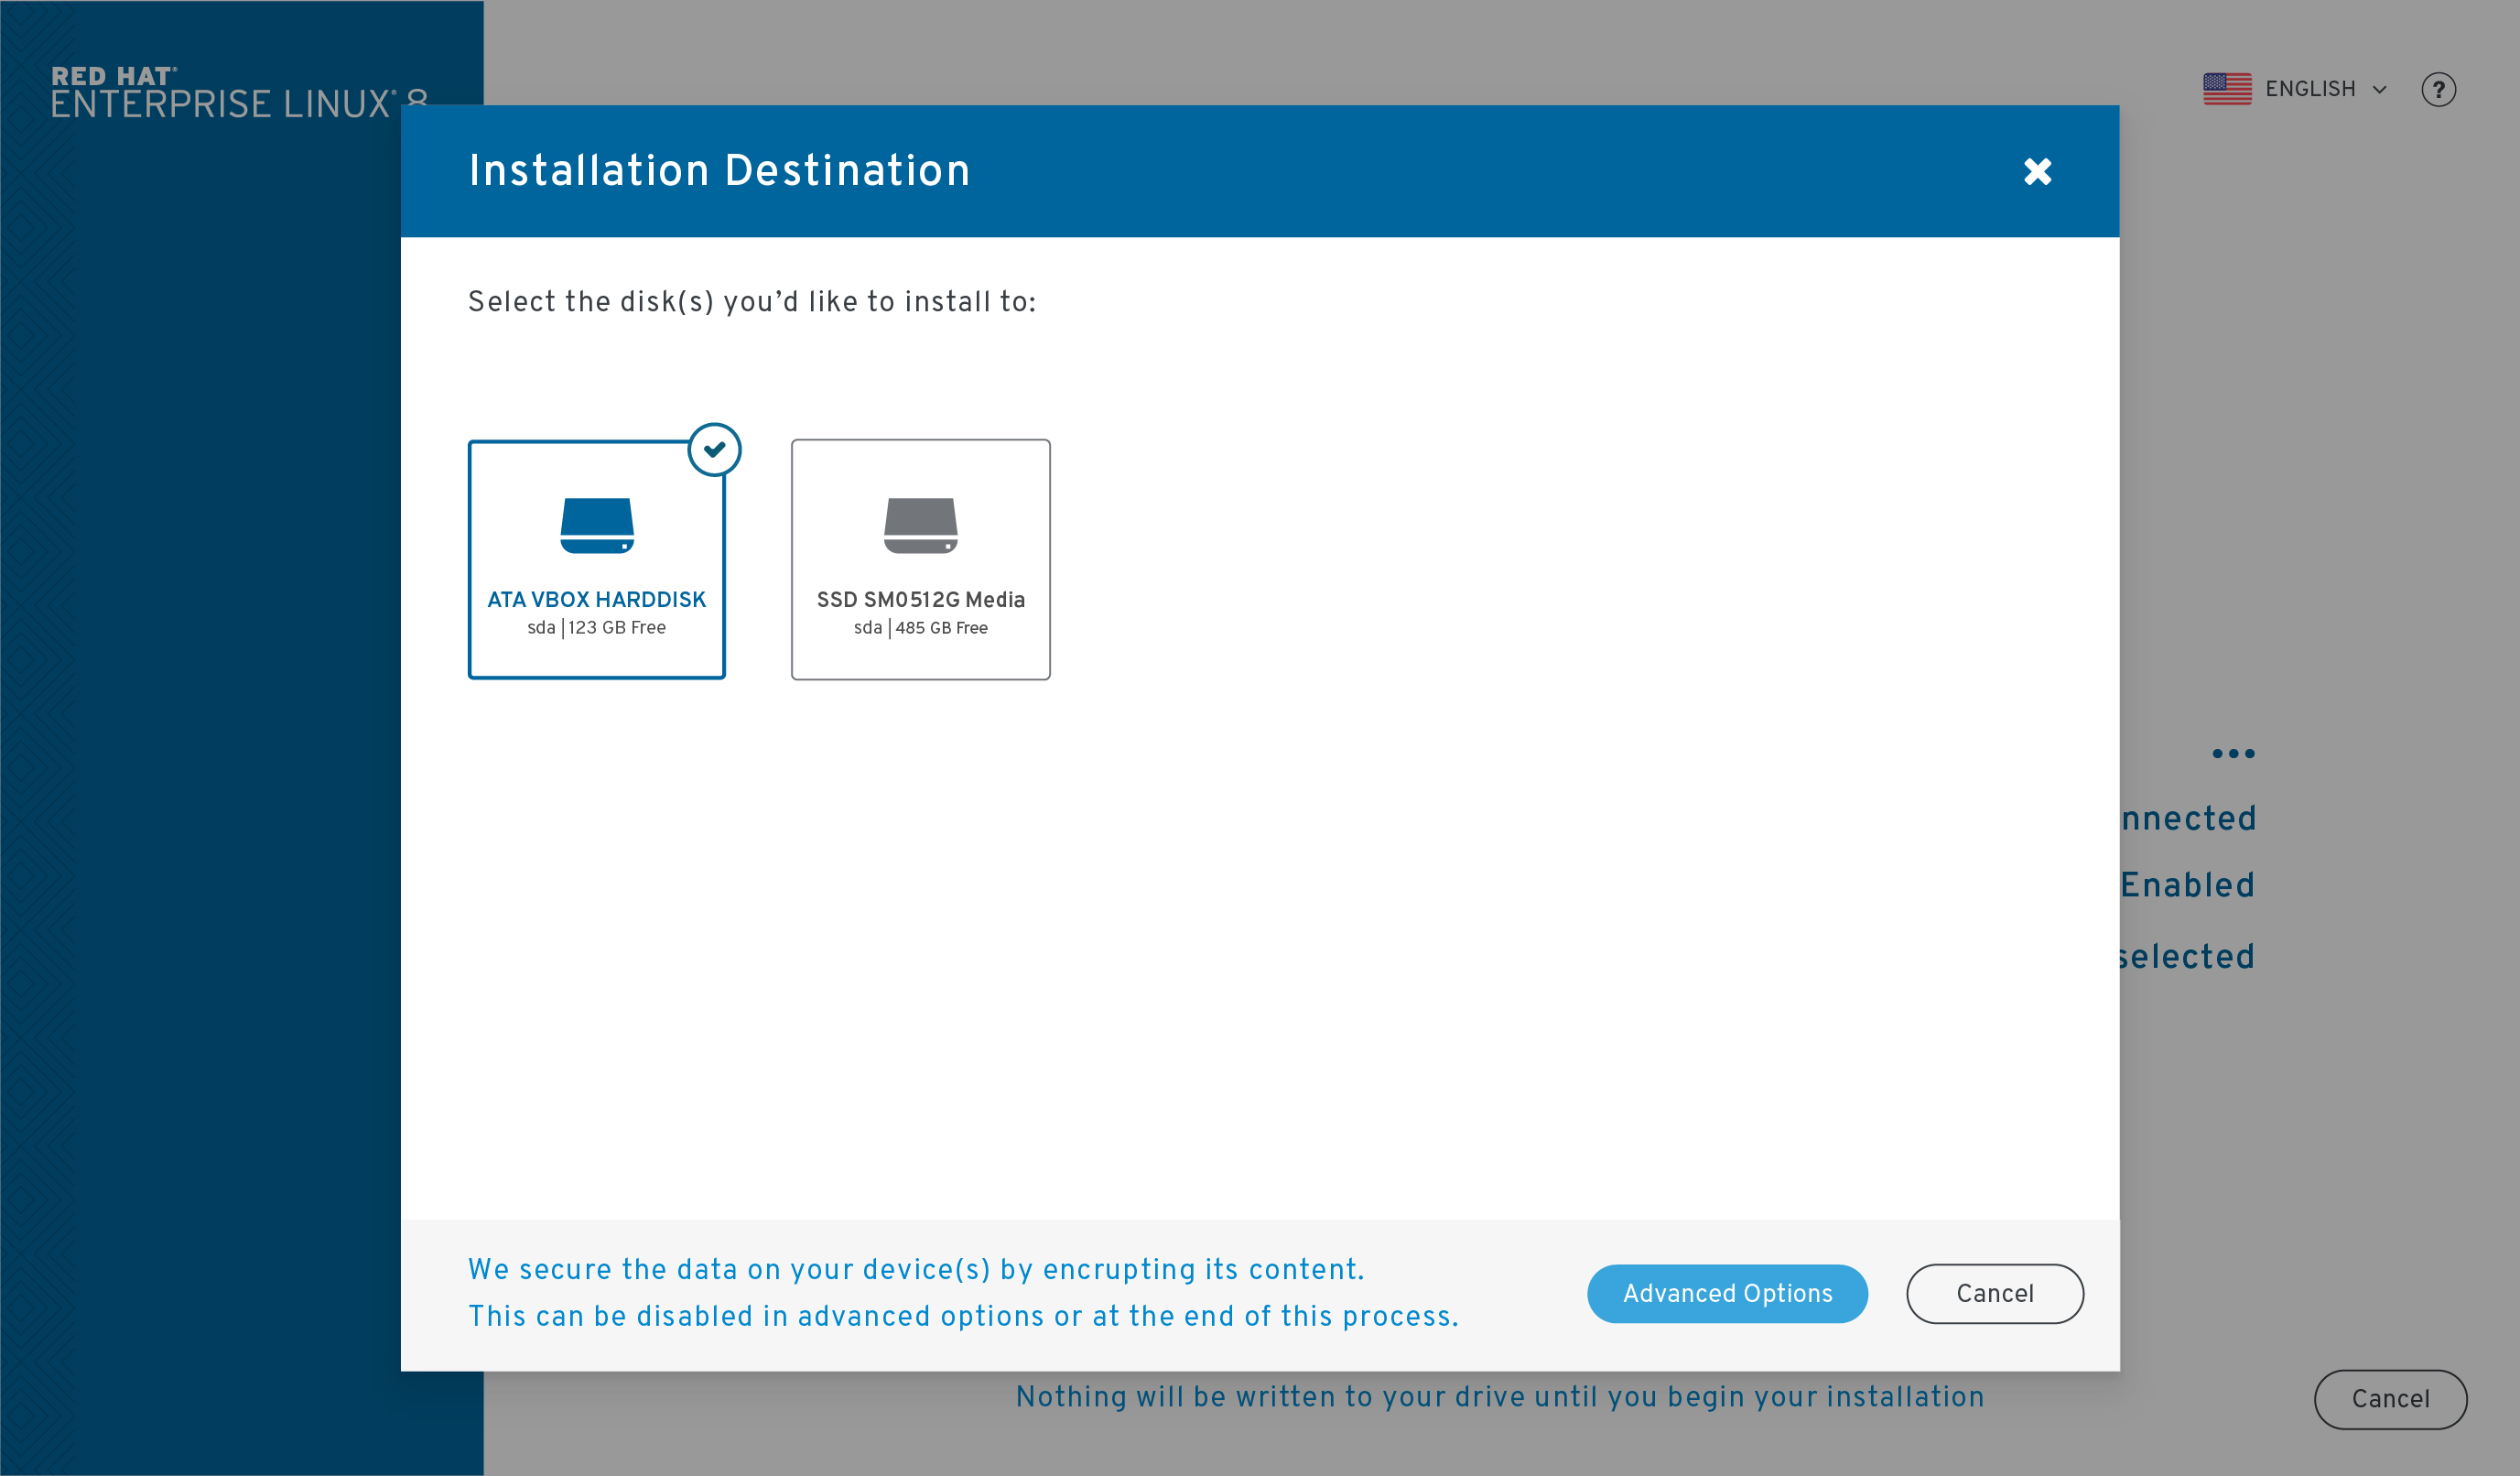 RED HAT®
ENTERPRISE LINUX® 8
ENGLISH
?
Installation Destination
Select the disk(s) you’d like to install to:
ATA VBOX HARDDISK
sda | 123 GB Free
SSD SM0512G Media
sda | 485 GB Free
nnected
Enabled
selected
We secure the data on your device(s) by encrupting its content.
This can be disabled in advanced options or at the end of this process.
Advanced Options
Cancel
Nothing will be written to your drive until you begin your installation
Cancel